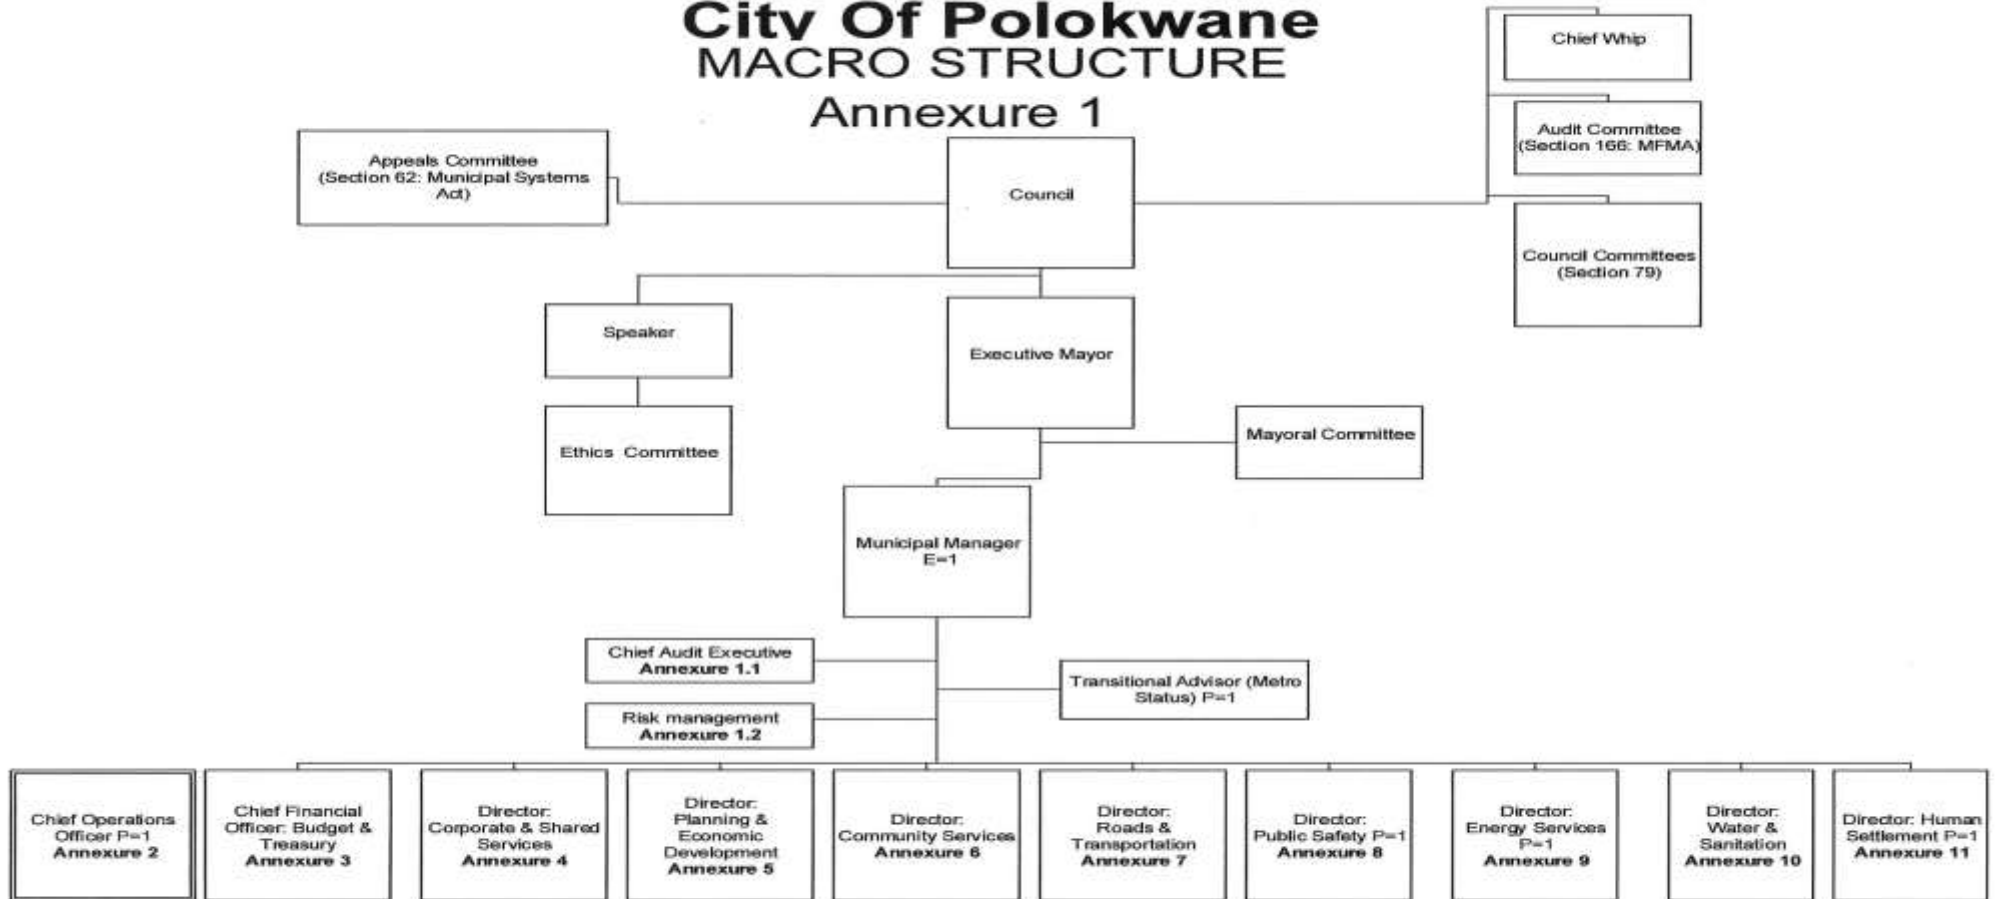 City Of Polokwane
MACRO STRUCTURE
Annexure 1
Chief Whip
Audit Committee
(Section 166: MFMA)
Appeals Committee
(Section 62: Municipal Systems
Act)
Council
Council Committees
(Section 79)
Speaker
Executive Mayor
Ethics Committee
Mayoral Committee
Municipal Manager
E=1
Chief Audit Executive
Annexure 1.1
Transitional Advisor (Metro
Status) P=1
Risk management
Annexure 1.2
Chief Operations
Officer P=1
Annexure 2
Chief Financial
Officer: Budget &
Treasury
Annexure 3
Director:
Corporate & Shared
Services
Annexure 4
Director:
Planning &
Economic
Development
Annexure 5
Director:
Community Services
Annexure 6
Director:
Roads &
Transportation
Annexure 7
Director:
Public Safety P=1
Annexure 8
Director:
Energy Services
P=1
Annexure 9
Director:
Water &
Sanitation
Annexure 10
Director: Human
Settlement P=1
Annexure 11